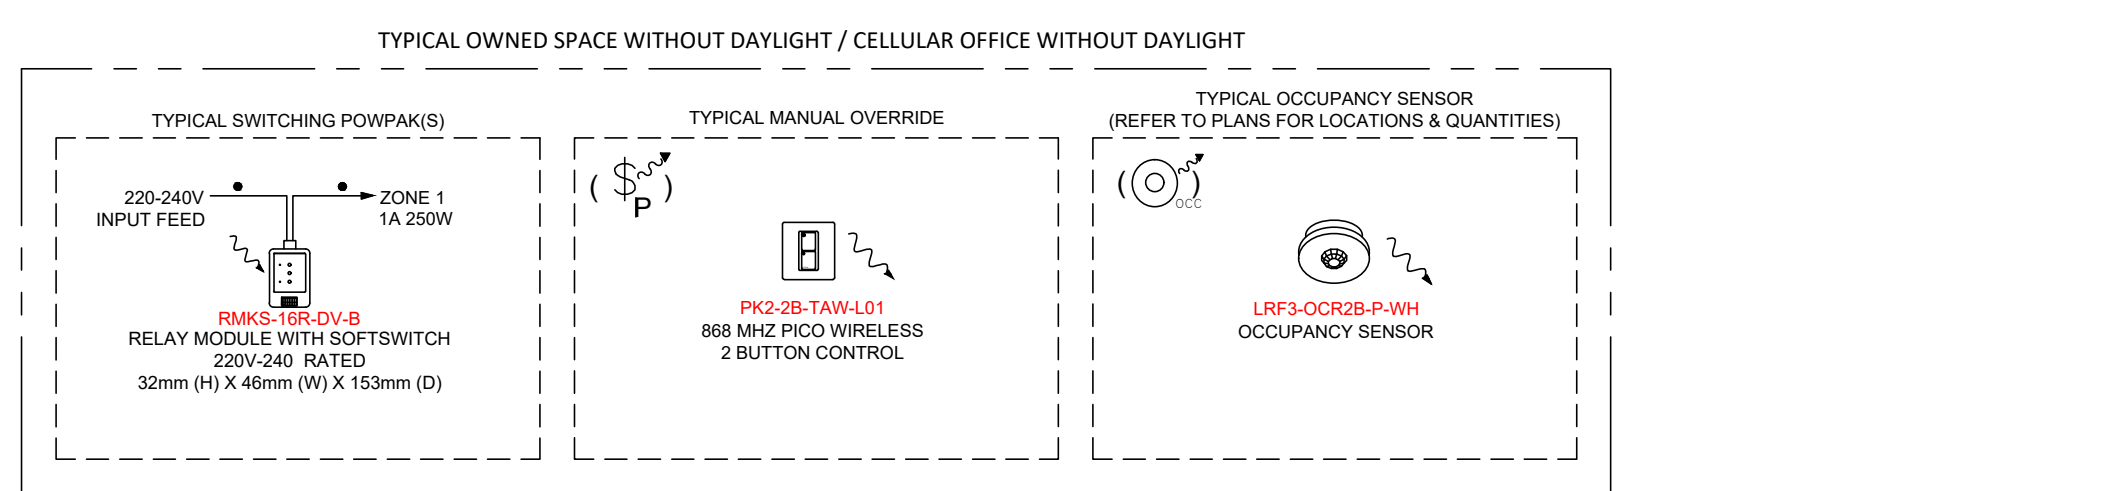 TYPICAL OWNED SPACE WITHOUT DAYLIGHT / CELLULAR OFFICE WITHOUT DAYLIGHT
TYPICAL SWITCHING POWPAK(S)
220-240V
INPUT FEED
ZONE 1
1A 250W
RMKS-16R-DV-B
RELAY MODULE WITH SOFTSWITCH
220V-240 RATED
32mm (H) X 46mm (W) X 153mm (D)
TYPICAL MANUAL OVERRIDE
( $ )
P
PK2-2B-TAW-L01
868 MHZ PICO WIRELESS
2 BUTTON CONTROL
TYPICAL OCCUPANCY SENSOR
(REFER TO PLANS FOR LOCATIONS & QUANTITIES)
( )
OCC
LRF3-OCR2B-P-WH
OCCUPANCY SENSOR